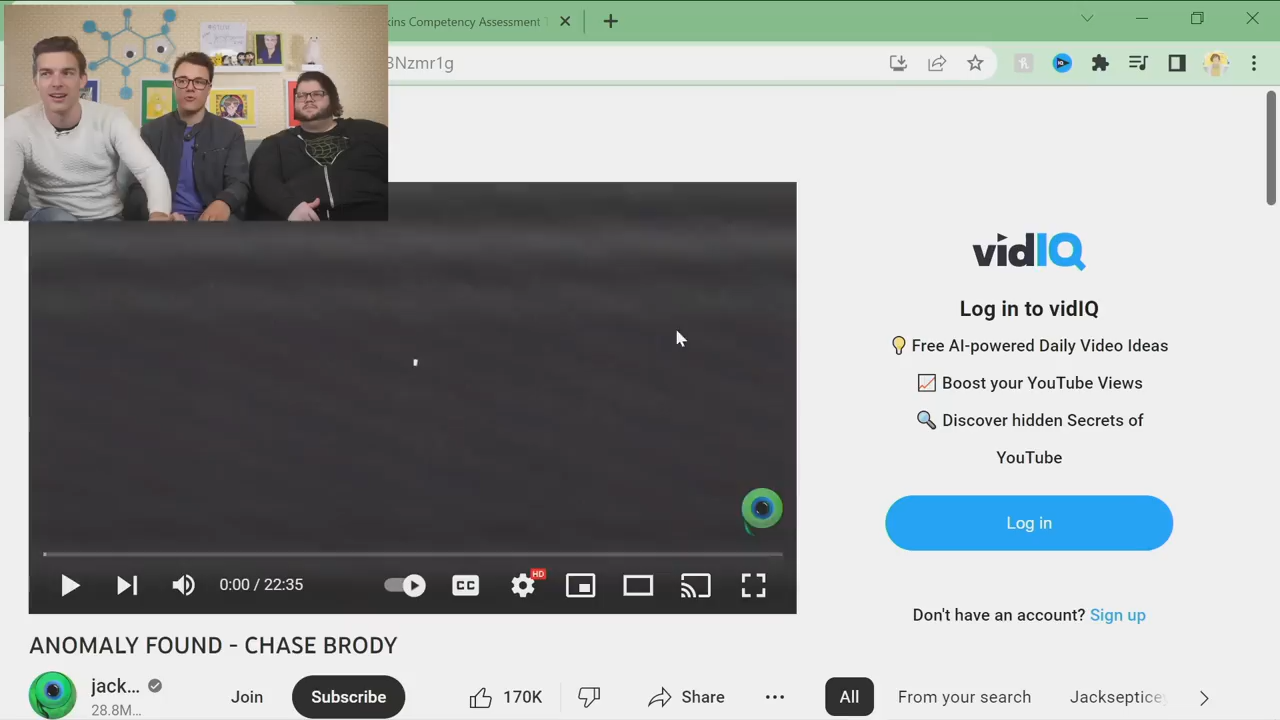 kins Competency Assessment
BNzmr1g
vidIQ
Log in to vidIQ
💡 Free AI-powered Daily Video Ideas
📈 Boost your YouTube Views
🔍 Discover hidden Secrets of
YouTube
Log in
Don't have an account? Sign up
CC
HD
0:00 / 22:35
ANOMALY FOUND - CHASE BRODY
jack...
28.8M...
Join
Subscribe
170K
Share
All
From your search
Jackseptice